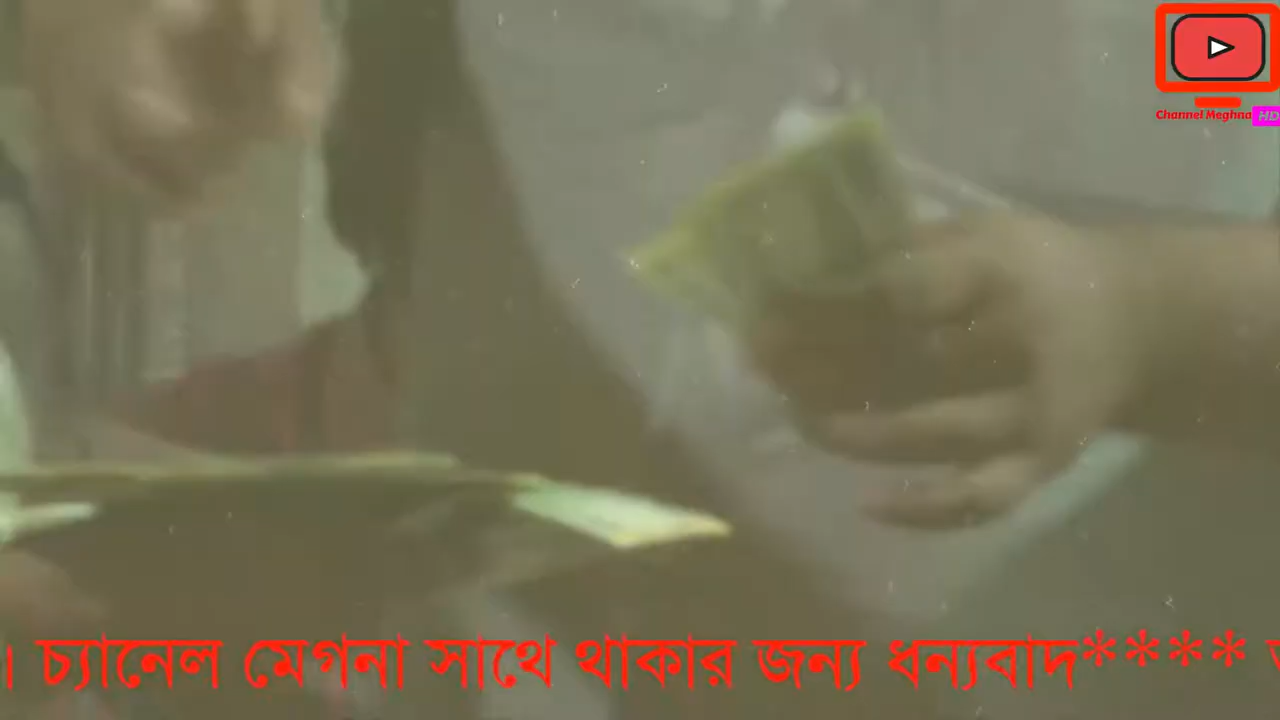 Channel Meghna HD
। চ্যানেল মেগনা সাথে থাকার জন্য ধন্যবাদ****